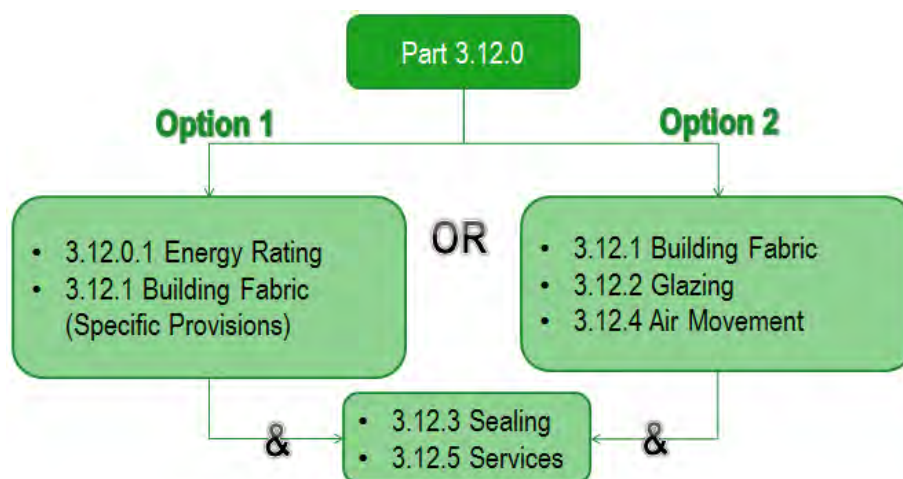 Part 3.12.0
Option 1
Option 2
• 3.12.0.1 Energy Rating
• 3.12.1 Building Fabric
(Specific Provisions)
OR
• 3.12.1 Building Fabric
• 3.12.2 Glazing
• 3.12.4 Air Movement
&
• 3.12.3 Sealing
• 3.12.5 Services
&